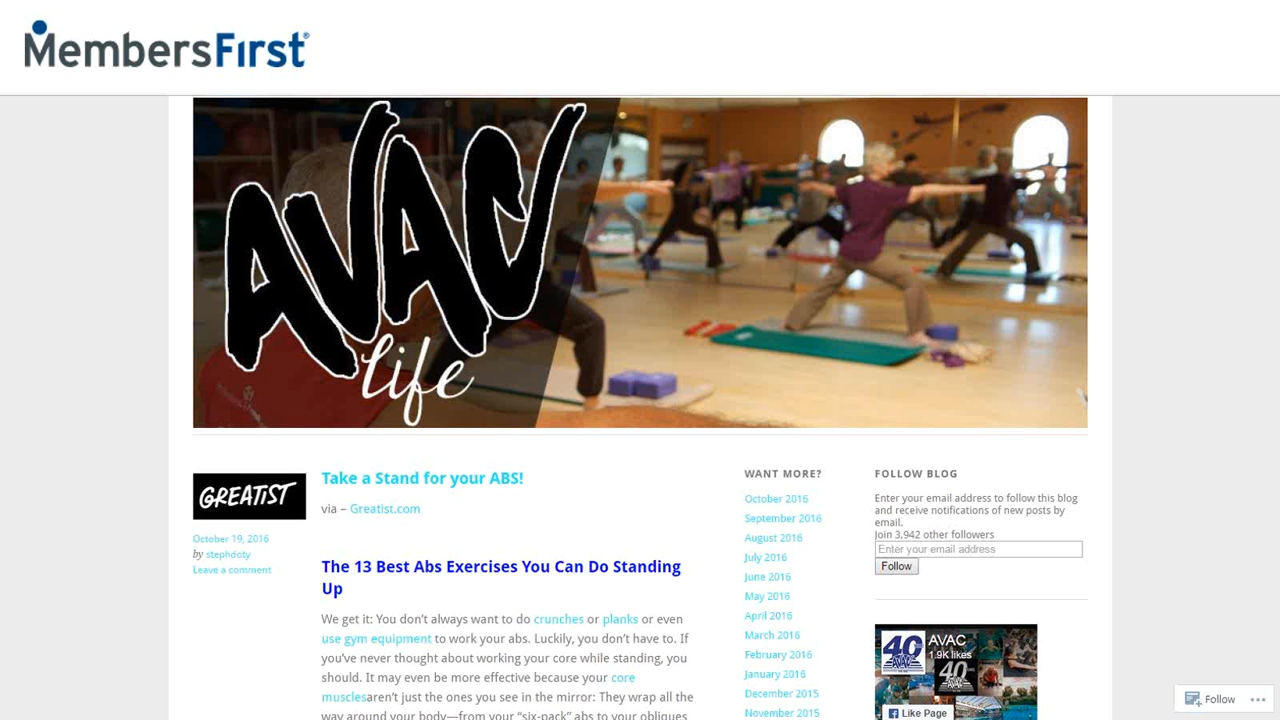 MembersFirst®
AVAC
life
GREATIST
October 19, 2016
by stephdoty
Leave a comment
Take a Stand for your ABS!
via – Greatist.com
The 13 Best Abs Exercises You Can Do Standing
Up
We get it: You don’t always want to do crunches or planks or even
use gym equipment to work your abs. Luckily, you don’t have to. If
you’ve never thought about working your core while standing, you
should. It may even be more effective because your core
musclesaren’t just the ones you see in the mirror: They wrap all the
way around your body—from your “six-pack” abs to your obliques
WANT MORE?
October 2016
September 2016
August 2016
July 2016
June 2016
May 2016
April 2016
March 2016
February 2016
January 2016
December 2015
November 2015
FOLLOW BLOG
Enter your email address to follow this blog
and receive notifications of new posts by
email.
Join 3,942 other followers
Enter your email address
Follow
40
AVAC
AVAC
1.9K likes
40
Like Page
Follow